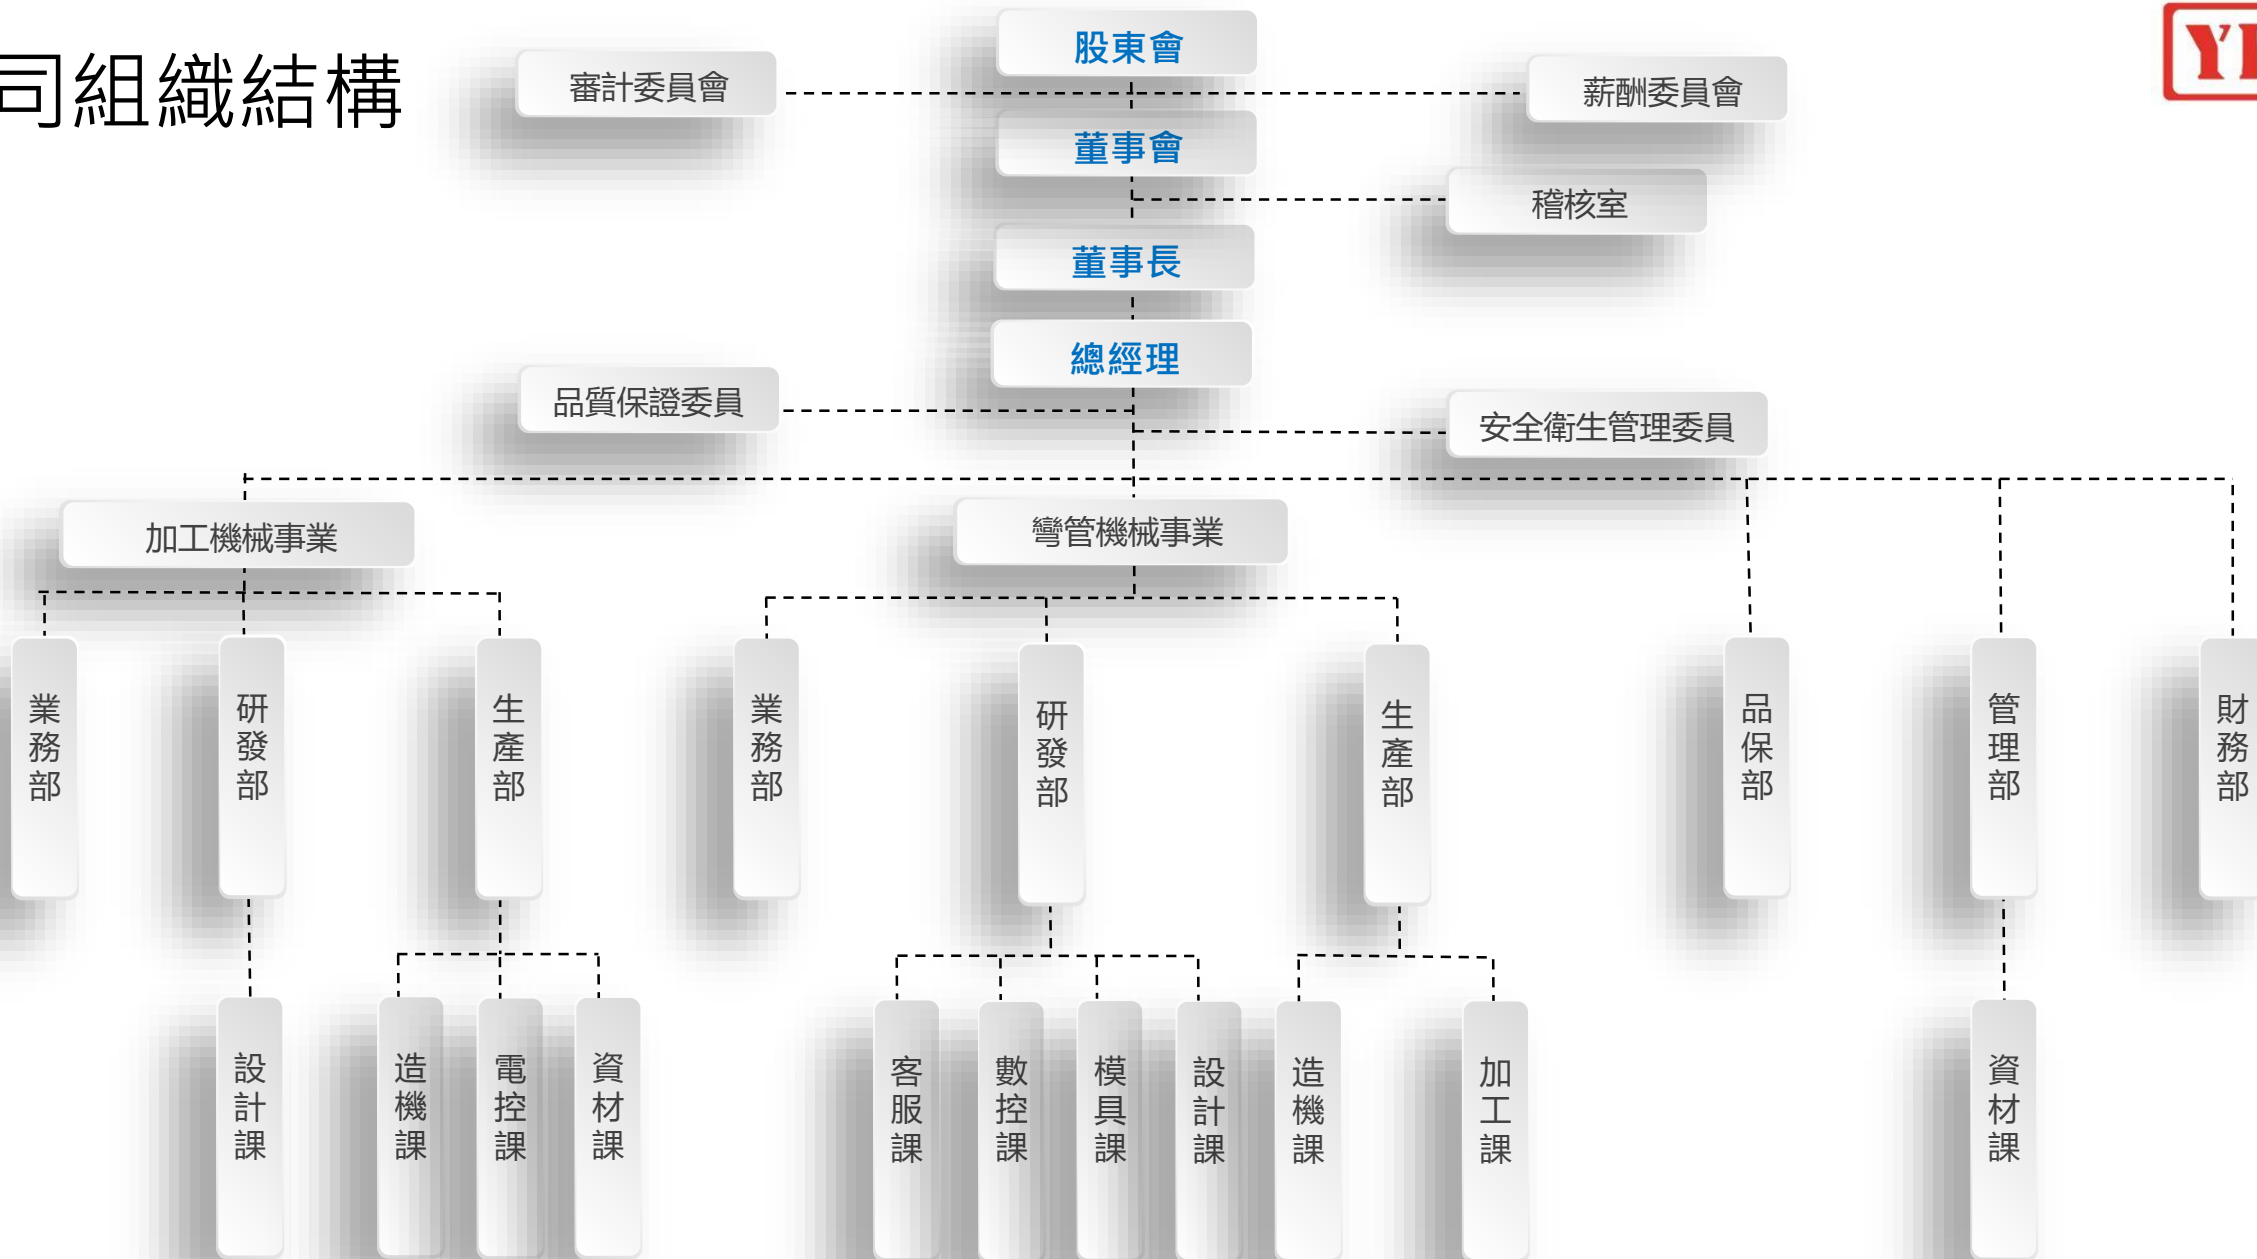 司組織結構
股東會
審計委員會
薪酬委員會
董事會
稽核室
董事長
總經理
品質保證委員
安全衛生管理委員
加工機械事業
彎管機械事業
業務部
研發部
生產部
業務部
研發部
生產部
品保部
管理部
財務部
設計課
造機課
電控課
資材課
客服課
數控課
模具課
設計課
造機課
加工課
資材課